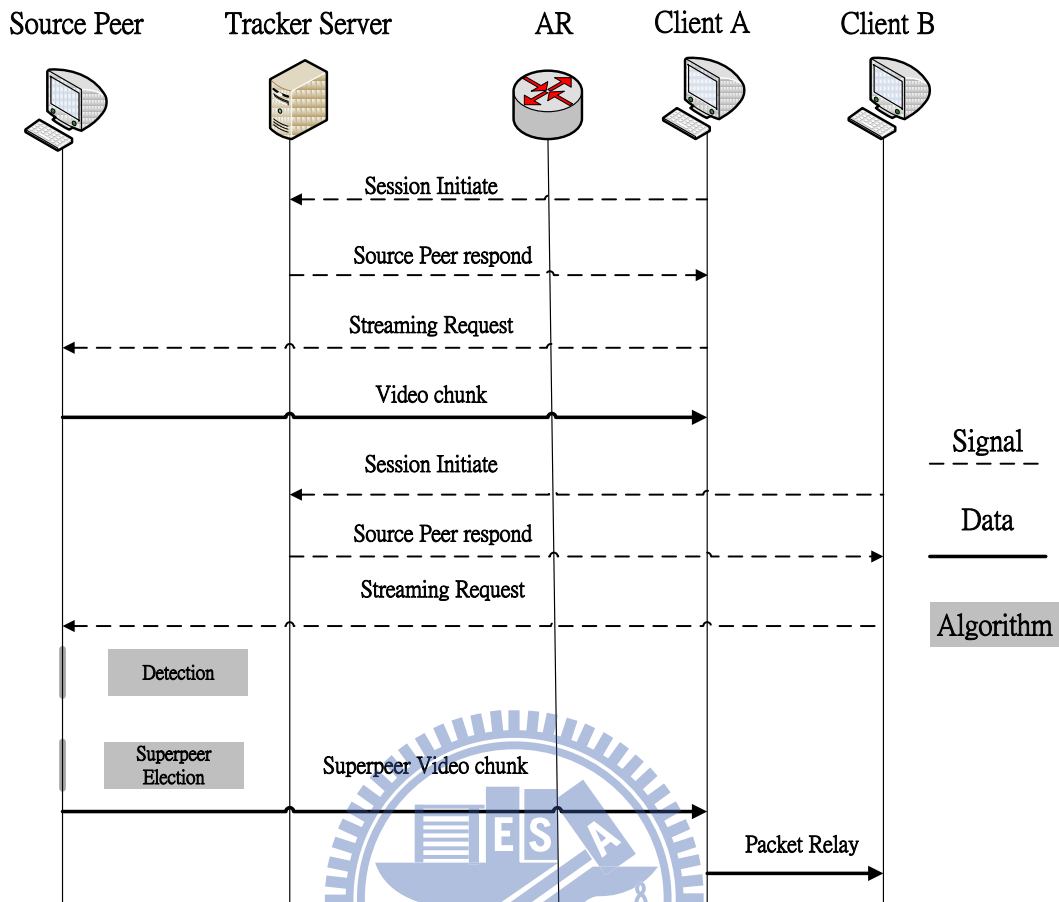 Source Peer
Tracker Server
AR
Client A
Client B
Session Initiate
Source Peer respond
Streaming Request
Video chunk
Session Initiate
Source Peer respond
Streaming Request
Signal
Data
Algorithm
Detection
Superpeer
Election
Superpeer Video chunk
Packet Relay
E S A